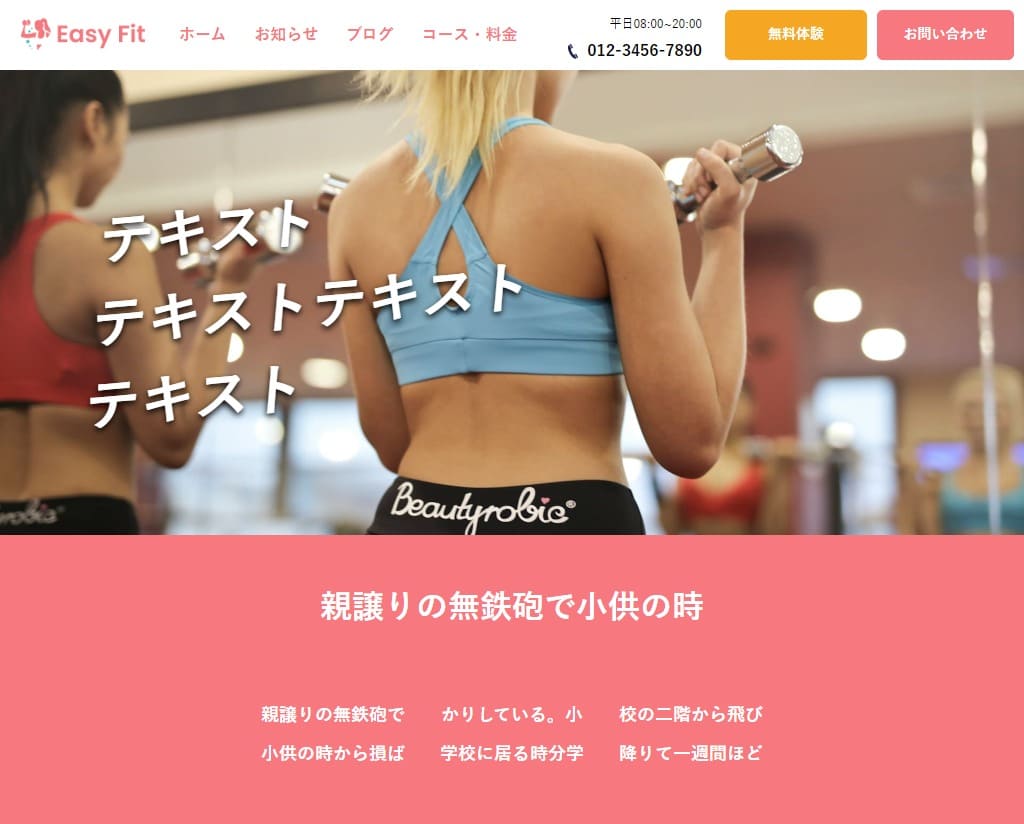 Easy Fit
ホーム お知らせ ブログ コース・料金
平日08:00~20:00
012-3456-7890
無料体験
お問い合わせ
テキスト
テキストテキスト
テキスト
Beautyrobic®
親譲りの無鉄砲で小供の時
親譲りの無鉄砲で
小供の時から損ば
かりしている。小
学校に居る時分学
校の二階から飛び
降りて一週間ほど